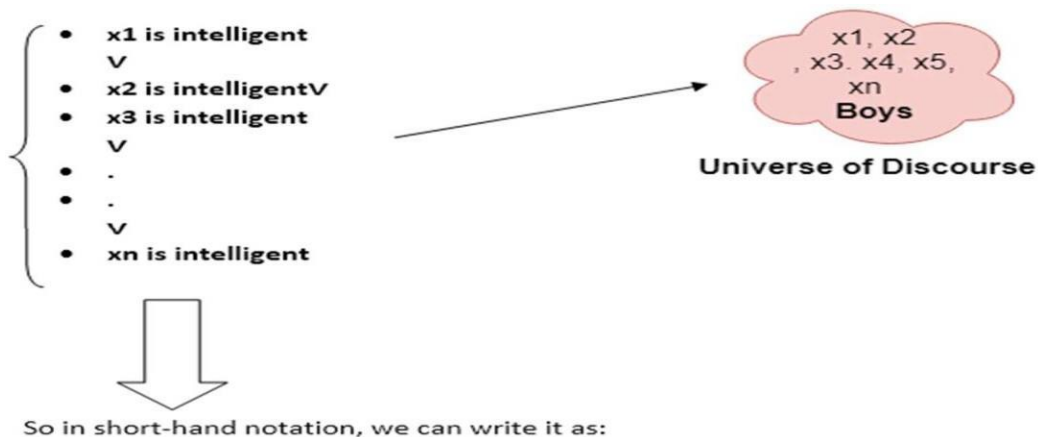 • x1 is intelligent
V
• x2 is intelligentV
• x3 is intelligent
V
• .
• .
V
• xn is intelligent
x1, x2
, x3. x4, x5,
xn
Boys
Universe of Discourse
So in short-hand notation, we can write it as: